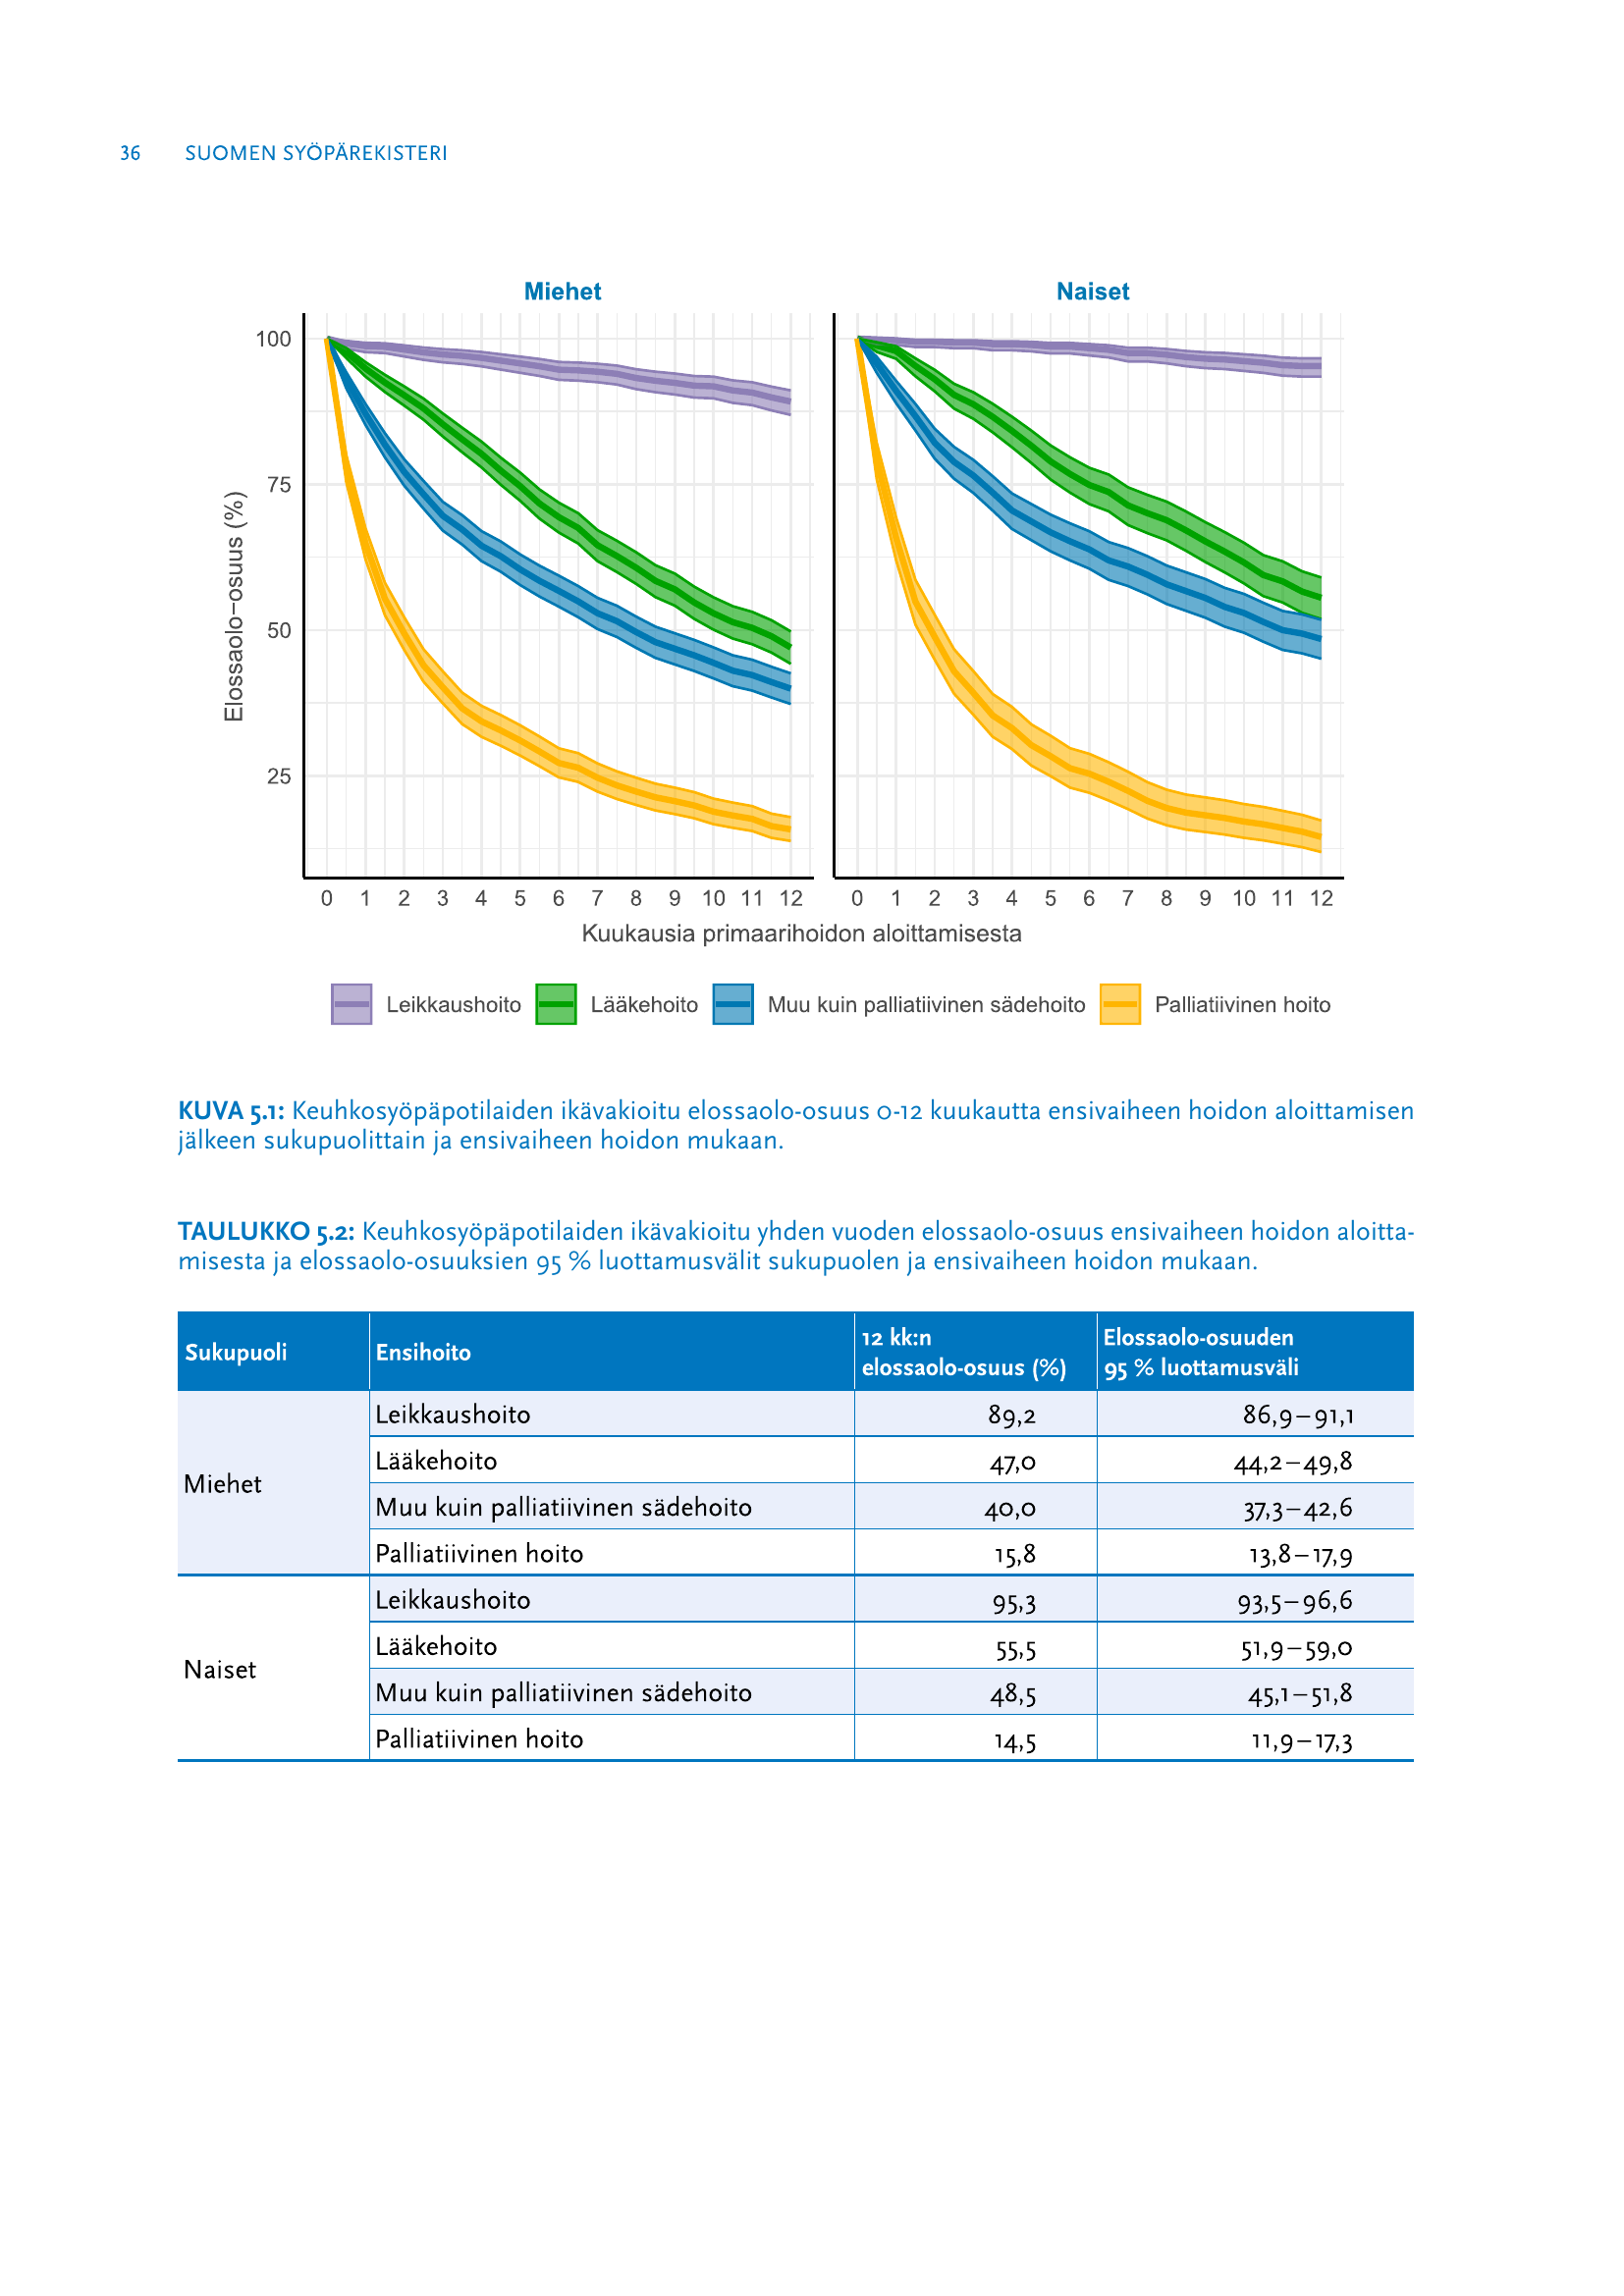 36 SUOMEN SYÖPÄREKISTERI
Miehet Naiset
Elossaolo–osuus (%)
100
75
50
25
0 1 2 3 4 5 6 7 8 9 10 11 12 0 1 2 3 4 5 6 7 8 9 10 11 12
Kuukausia primaarihoidon aloittamisesta
Leikkaushoito Lääkehoito Muu kuin palliatiivinen sädehoito Palliatiivinen hoito
KUVA 5.1: Keuhkosyöpäpotilaiden ikävakioitu elossaolo-osuus 0-12 kuukautta ensivaiheen hoidon aloittamisen
jälkeen sukupuolittain ja ensivaiheen hoidon mukaan.
TAULUKKO 5.2: Keuhkosyöpäpotilaiden ikävakioitu yhden vuoden elossaolo-osuus ensivaiheen hoidon aloitta-
misesta ja elossaolo-osuuksien 95 % luottamusvälit sukupuolen ja ensivaiheen hoidon mukaan.
Sukupuoli Ensihoito 12 kk:n elossaolo-osuus (%) Elossaolo-osuuden 95 % luottamusväli
Miehet
Leikkaushoito 89,2 86,9–91,1
Lääkehoito 47,0 44,2–49,8
Muu kuin palliatiivinen sädehoito 40,0 37,3–42,6
Palliatiivinen hoito 15,8 13,8–17,9
Naiset
Leikkaushoito 95,3 93,5–96,6
Lääkehoito 55,5 51,9–59,0
Muu kuin palliatiivinen sädehoito 48,5 45,1–51,8
Palliatiivinen hoito 14,5 11,9–17,3